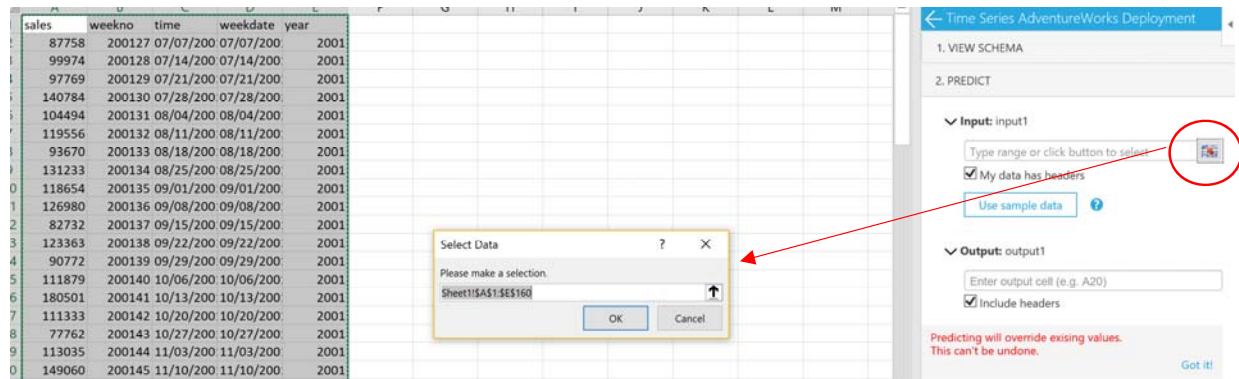 A B C D E F G H I J K L M
sales weekno time weekdate year
87758 200127 07/07/200 07/07/200 2001
99974 200128 07/14/200 07/14/200 2001
97769 200129 07/21/200 07/21/200 2001
140784 200130 07/28/200 07/28/200 2001
104494 200131 08/04/200 08/04/200 2001
119556 200132 08/11/200 08/11/200 2001
93670 200133 08/18/200 08/18/200 2001
131233 200134 08/25/200 08/25/200 2001
118654 200135 09/01/200 09/01/200 2001
126980 200136 09/08/200 09/08/200 2001
82732 200137 09/15/200 09/15/200 2001
123363 200138 09/22/200 09/22/200 2001
90772 200139 09/29/200 09/29/200 2001
111879 200140 10/06/200 10/06/200 2001
180501 200141 10/13/200 10/13/200 2001
111333 200142 10/20/200 10/20/200 2001
77762 200143 10/27/200 10/27/200 2001
113035 200144 11/03/200 11/03/200 2001
149060 200145 11/10/200 11/10/200 2001
Select Data ? X
Please make a selection.
Sheet1!$A$1:$E$160
OK Cancel
Time Series AdventureWorks Deployment
1. VIEW SCHEMA
2. PREDICT
Input: input1
Type range or click button to select
My data has headers
Use sample data ?
Output: output1
Enter output cell (e.g. A20)
Include headers
Predicting will override exising values.
This can't be undone.
Got it!